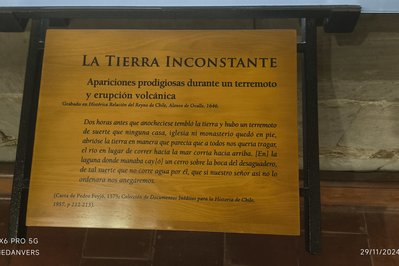 LA TIERRA INCONSTANTE
Apariciones prodigiosas durante un terremoto
y erupción volcánica
Grabado en Histórica Relación del Reyno de Chile, Alonso de Ovalle, 1646.
Dos horas antes que anocheciese tembló la tierra y hubo un terremoto
de suerte que ninguna casa, iglesia ni monasterio quedó en pie,
abrióse la tierra en manera que parecía que a todos nos quería tragar,
el río en lugar de correr hacia la mar corría hacia arriba. [En] la
laguna donde manaba cay[ó] un cerro sobre la boca del desaguadero,
de tal suerte que no corre agua por él, que si nuestro señor así no lo
ordenara nos anegáremos.
(Carta de Pedro Feyjó, 1575, Colección de Documentos Inéditos para la Historia de Chile,
1957, p 212-213).
X6 PRO 5G
EDANVERS
29/11/2024